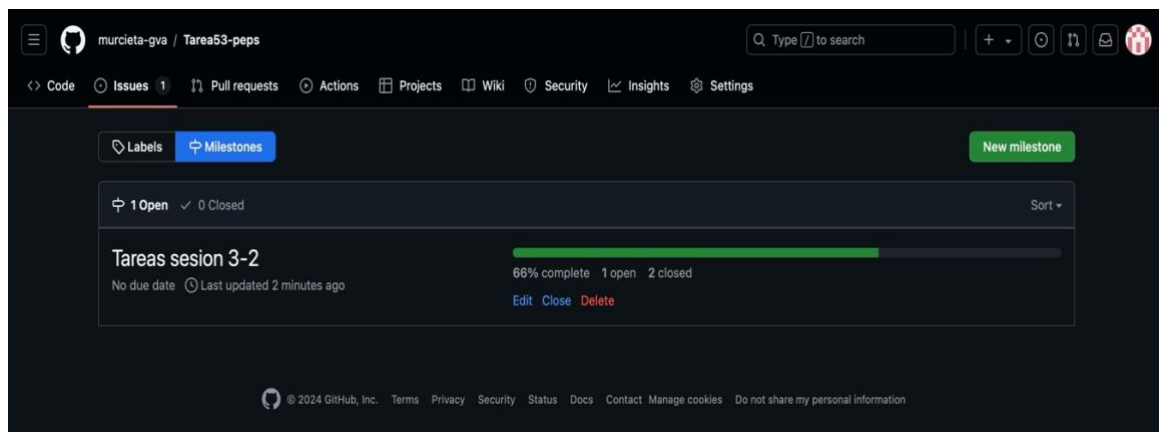 murcieta-gva / Tarea53-peps
Type / to search
<> Code Issues 1 Pull requests Actions Projects Wiki Security Insights Settings
Labels Milestones New milestone
1 Open 0 Closed Sort
Tareas sesion 3-2
No due date Last updated 2 minutes ago
66% complete 1 open 2 closed
Edit Close Delete
© 2024 GitHub, Inc. Terms Privacy Security Status Docs Contact Manage cookies Do not share my personal information